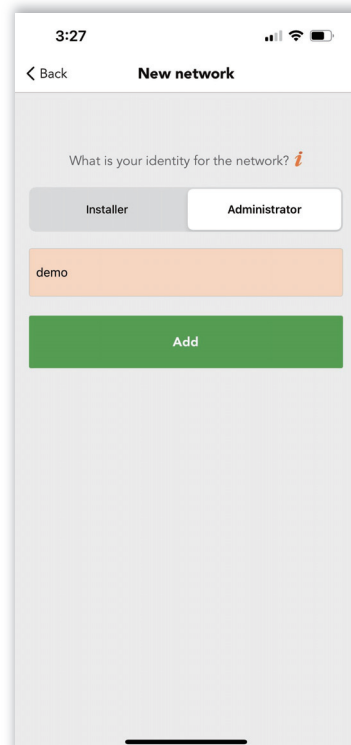 3:27
Back
New network
What is your identity for the network? i
Installer
Administrator
demo
Add